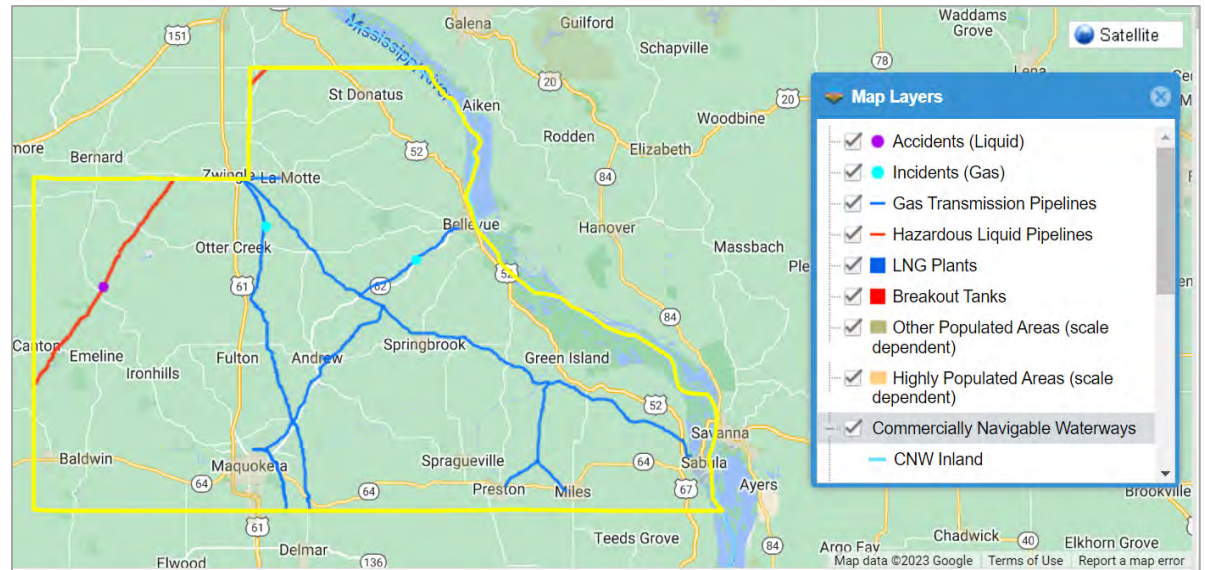 Galena
Guilford
Waddams
Grove
Satellite
151
Mississippi River
Schapville
78
Lena
20
Map Layers
St Donatus
Aiken
20
Woodbine
Accidents (Liquid)
more
Bernard
52
Rodden
Elizabeth
Incidents (Gas)
Zwingle
La Motte
84
Gas Transmission Pipelines
Bellevue
Hanover
Hazardous Liquid Pipelines
Otter Creek
Massbach
52
LNG Plants
61
62
Breakout Tanks
84
Other Populated Areas (scale
dependent)
Canton
Emeline
Fulton
Andrew
Springbrook
Green Island
Ironhills
Highly Populated Areas (scale
dependent)
52
Savanna
Commercially Navigable Waterways
Baldwin
Maquoketa
Spragueville
64
Sabula
CNW Inland
64
64
Preston
Miles
67
Ayers
Brookville
61
Teeds Grove
Delmar
84
Argo Fay
Chadwick
40
Elkhorn Grove
Elwood
136
Map data ©2023 Google
Terms of Use
Report a map error